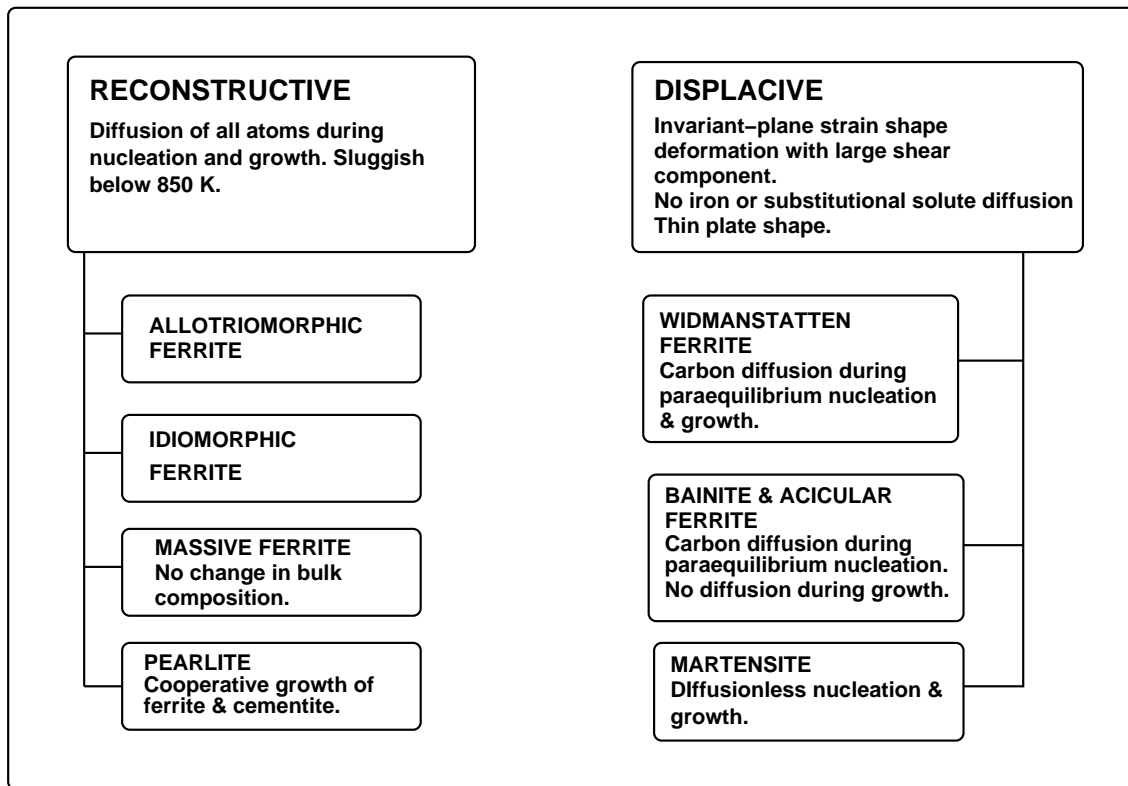 RECONSTRUCTIVE
Diffusion of all atoms during
nucleation and growth. Sluggish
below 850 K.
ALLOTRIOMORPHIC
FERRITE
IDIOMORPHIC
FERRITE
MASSIVE FERRITE
No change in bulk
composition.
PEARLITE
Cooperative growth of
ferrite & cementite.
DISPLACIVE
Invariant−plane strain shape
deformation with large shear
component.
No iron or substitutional solute diffusion
Thin plate shape.
WIDMANSTATTEN
FERRITE
Carbon diffusion during
paraequilibrium nucleation
& growth.
BAINITE & ACICULAR
FERRITE
Carbon diffusion during
paraequilibrium nucleation.
No diffusion during growth.
MARTENSITE
DIffusionless nucleation &
growth.